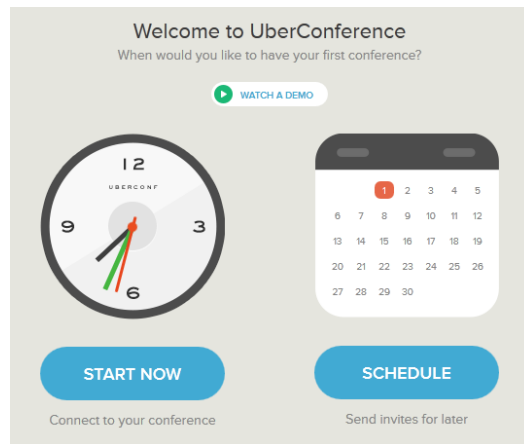 Welcome to UberConference
When would you like to have your first conference?
WATCH A DEMO
12
UBERCONF
9
3
6
1 2 3 4 5
6 7 8 9 10 11 12
13 14 15 16 17 18 19
20 21 22 23 24 25 26
27 28 29 30
START NOW
SCHEDULE
Connect to your conference
Send invites for later